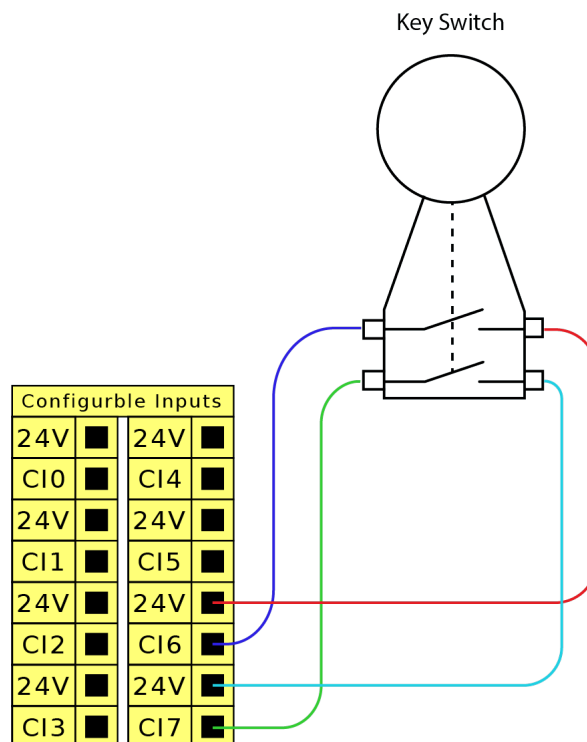 Key Switch
Configurble Inputs
24V 24V
CI0 CI4
24V 24V
CI1 CI5
24V 24V
CI2 CI6
24V 24V
CI3 CI7